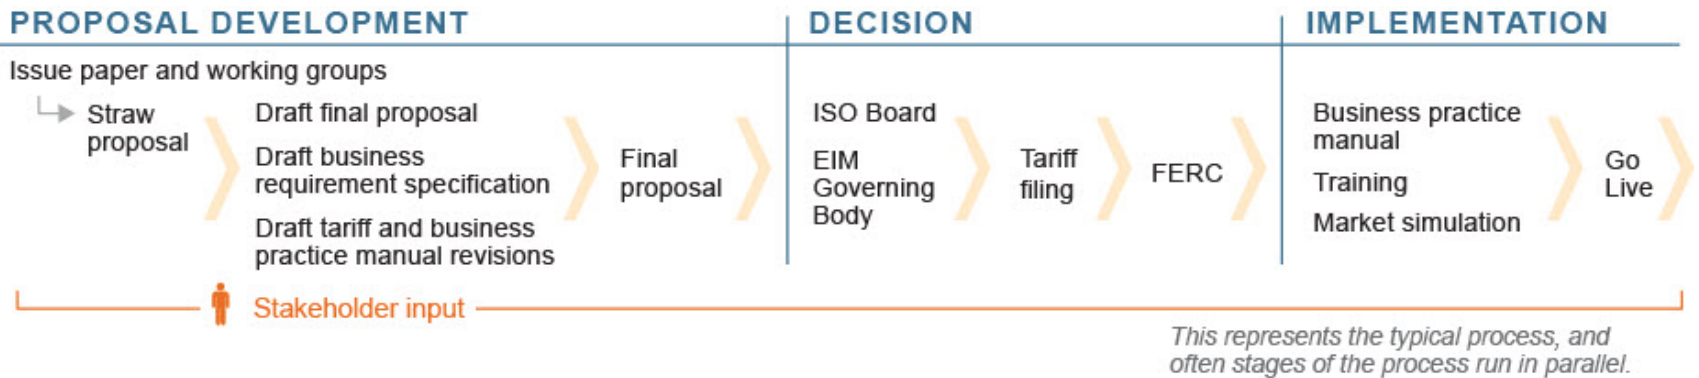 PROPOSAL DEVELOPMENT
Issue paper and working groups
Straw
proposal
Draft final proposal
Draft business
requirement specification
Draft tariff and business
practice manual revisions
Final
proposal
DECISION
ISO Board
EIM
Governing
Body
Tariff
filing
FERC
IMPLEMENTATION
Business practice
manual
Training
Market simulation
Go
Live
Stakeholder input
This represents the typical process, and
often stages of the process run in parallel.